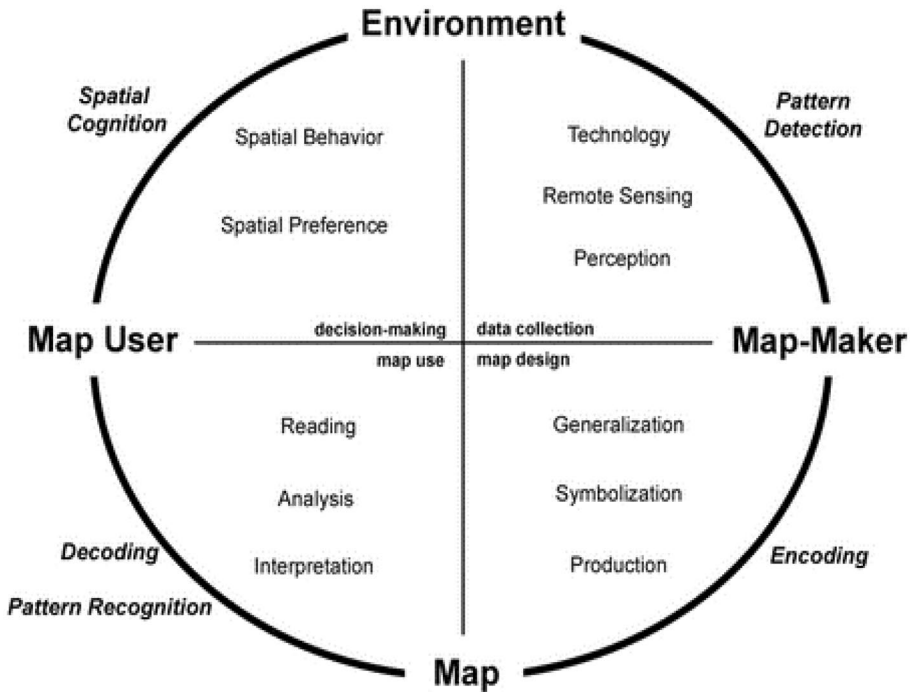 Environment
Spatial
Cognition
Pattern
Detection
Spatial Behavior
Technology
Remote Sensing
Spatial Preference
Perception
Map User
decision-making
data collection
Map-Maker
map use
map design
Reading
Generalization
Analysis
Symbolization
Decoding
Interpretation
Production
Encoding
Pattern Recognition
Map